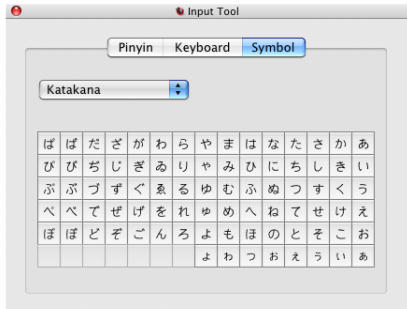 Input Tool
Pinyin Keyboard Symbol
Katakana
ぱ ば だ ざ が わ ら や ま は な た さ か あ
ぴ び ぢ じ ぎ ゐ り ゃ み ひ に ち し き い
ぷ ぶ づ ず ぐ ゑ る ゆ む ふ ぬ つ す く う
ぺ べ で ぜ げ を れ ゅ め へ ね て せ け え
ぽ ぼ ど ぞ ご ん ろ よ も ほ の と そ こ お
ょ ゎ っ ぉ ぇ ぅ ぃ ぁ